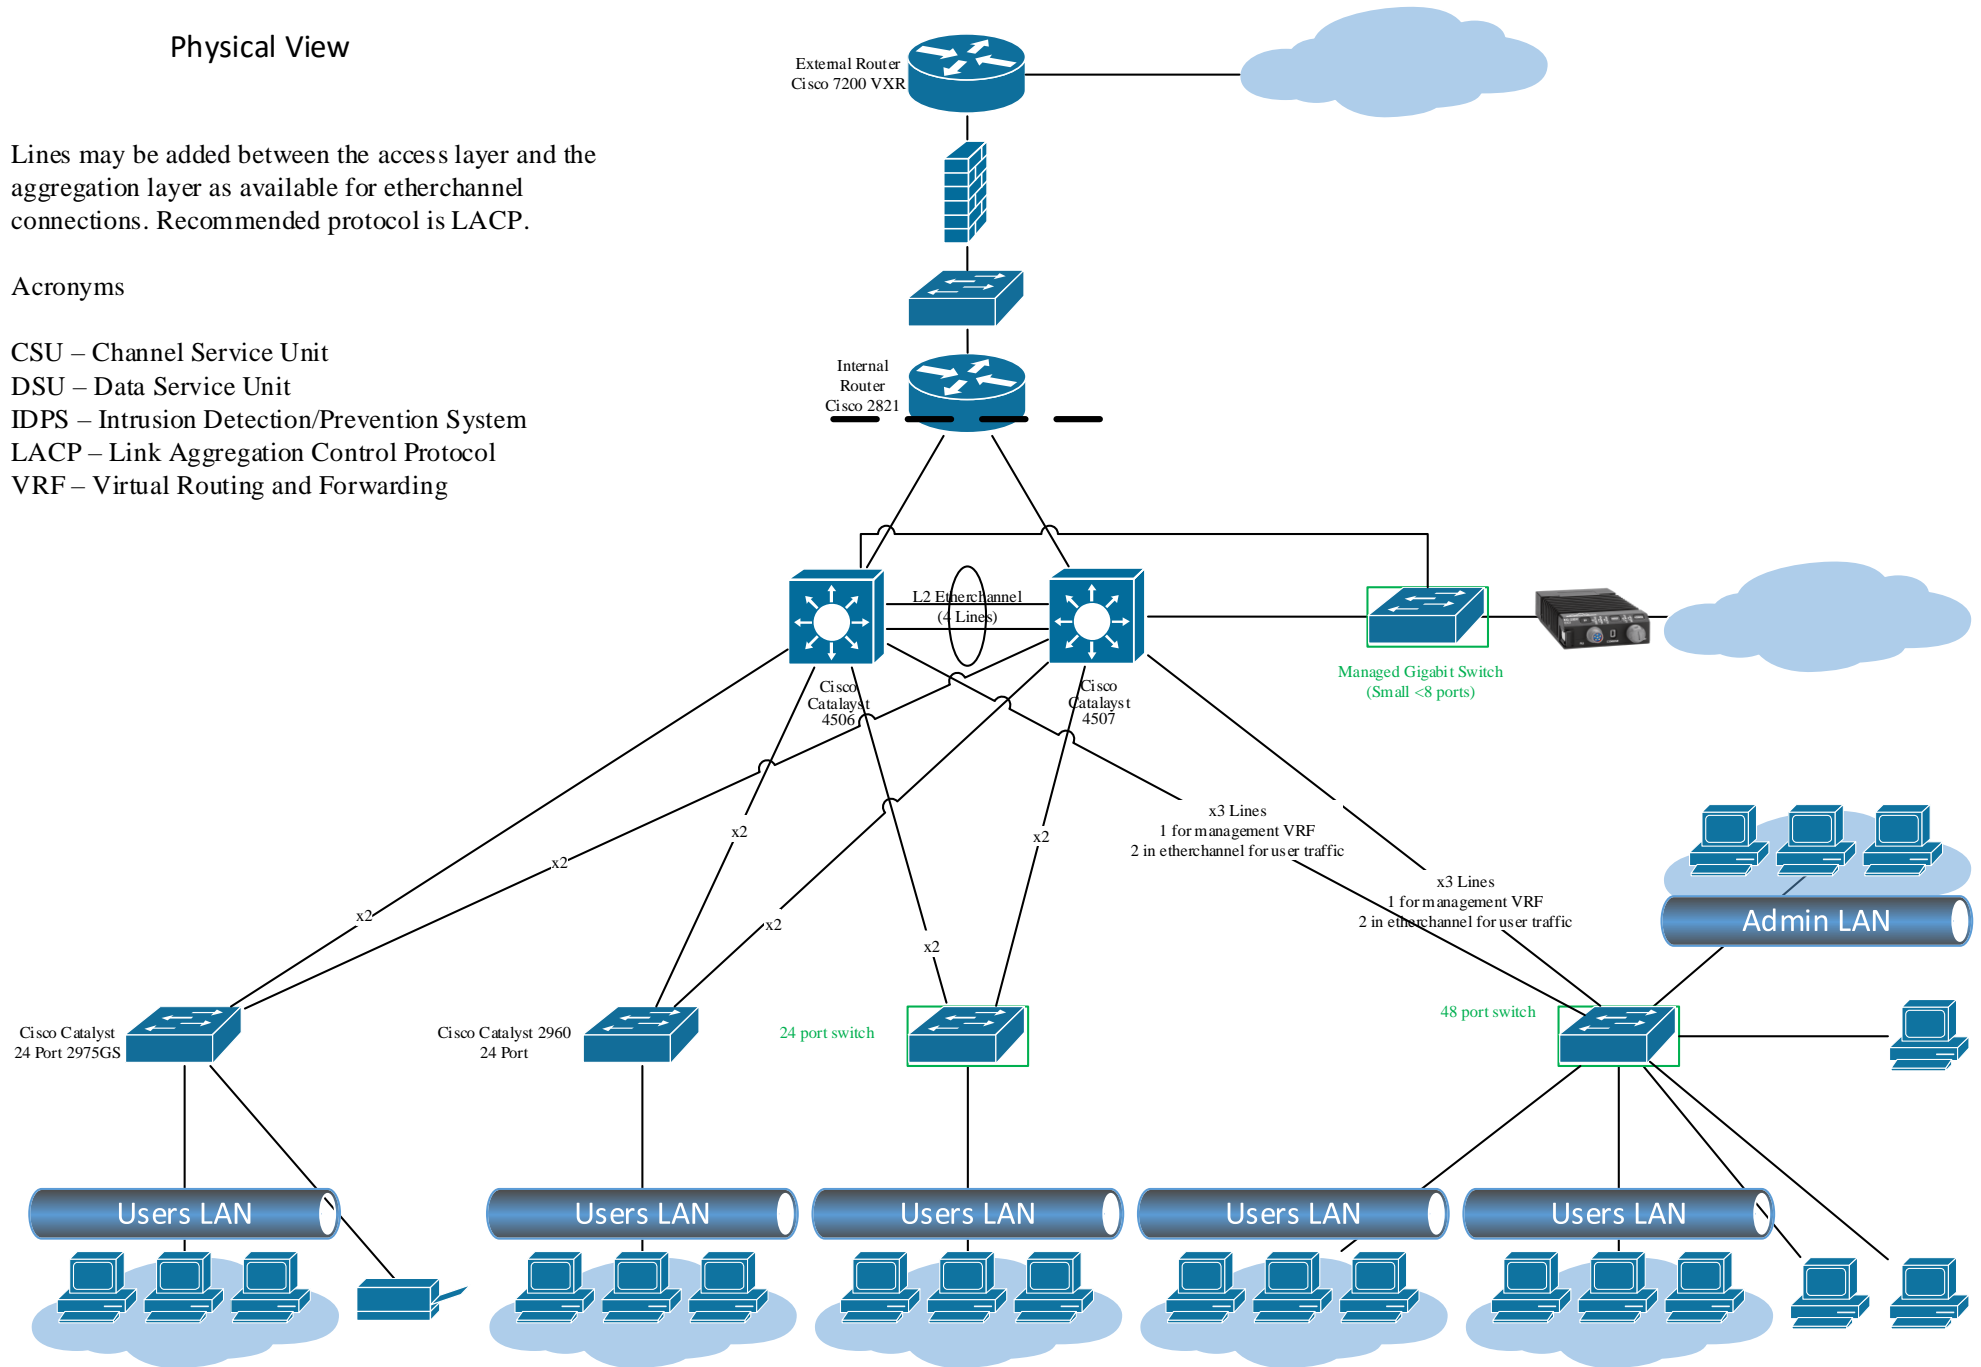 Physical View
External Router
Cisco 7200 VXR
Lines may be added between the access layer and the
aggregation layer as available for etherchannel
connections. Recommended protocol is LACP.
Acronyms
CSU – Channel Service Unit
DSU – Data Service Unit
IDPS – Intrusion Detection/Prevention System
LACP – Link Aggregation Control Protocol
VRF – Virtual Routing and Forwarding
Internal
Router
Cisco 2821
L2 Etherchannel
(4 Lines)
Managed Gigabit Switch
(Small <8 ports)
Cisco
Catalayst
4506
Cisco
Catalayst
4507
x3 Lines
1 for management VRF
2 in etherchannel for user traffic
x2
x2
x2
x3 Lines
1 for management VRF
2 in etherchannel for user traffic
x2
x2
x2
Admin LAN
Cisco Catalyst
24 Port 2975GS
Cisco Catalyst 2960
24 Port
24 port switch
48 port switch
Users LAN
Users LAN
Users LAN
Users LAN
Users LAN